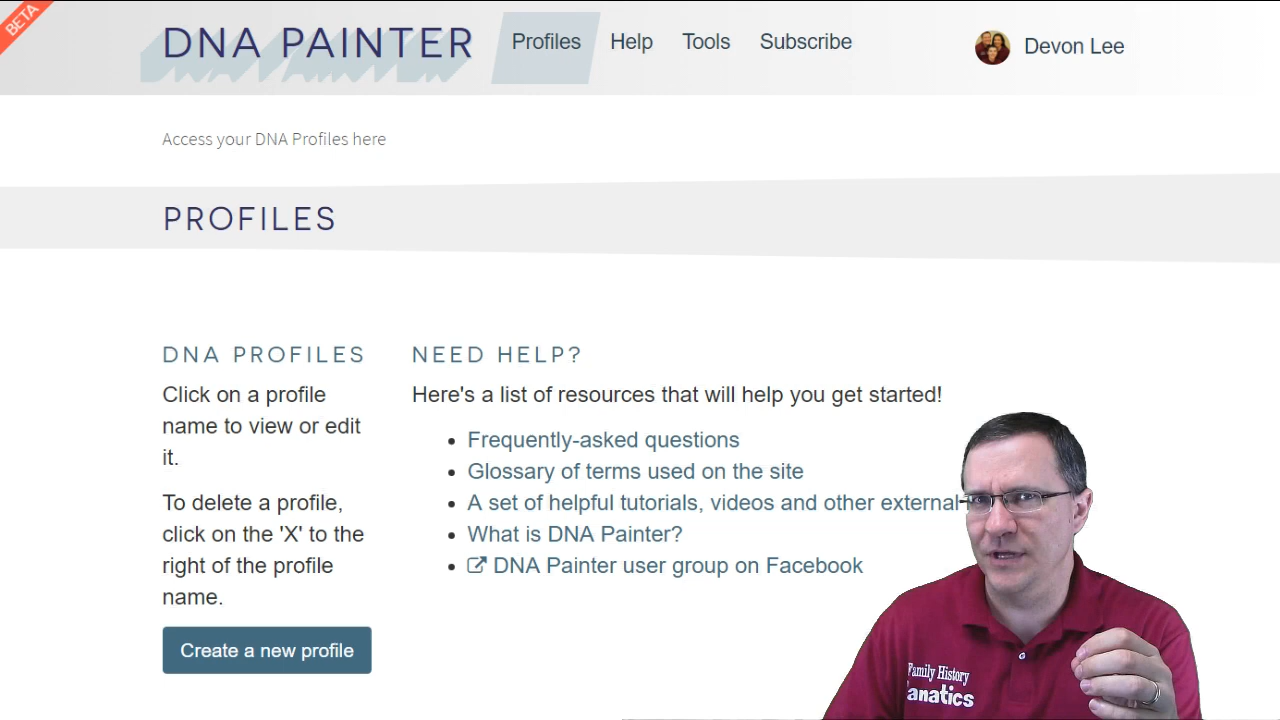 BETA
DNA PAINTER
Profiles
Help
Tools
Subscribe
Devon Lee
Access your DNA Profiles here
PROFILES
DNA PROFILES
Click on a profile
name to view or edit
it.
To delete a profile,
click on the 'X' to the
right of the profile
name.
Create a new profile
NEED HELP?
Here's a list of resources that will help you get started!
Frequently-asked questions
Glossary of terms used on the site
A set of helpful tutorials, videos and other external
What is DNA Painter?
DNA Painter user group on Facebook
Family History
anatics